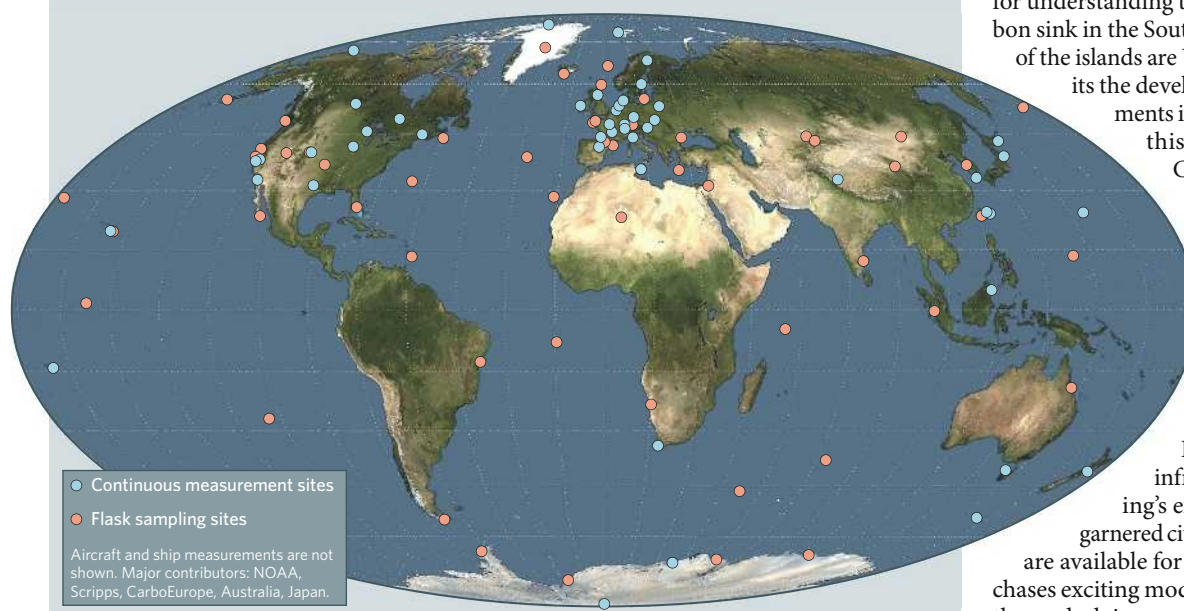 for understanding t
bon sink in the Sout
of the islands are
its the devel
ments i
this
Continuous measurement sites
Flask sampling sites
Aircraft and ship measurements are not
shown. Major contributors: NOAA,
Scripps, CarboEurope, Australia, Japan.
infi
ing's e
garnered ci
are available for
chases exciting mod